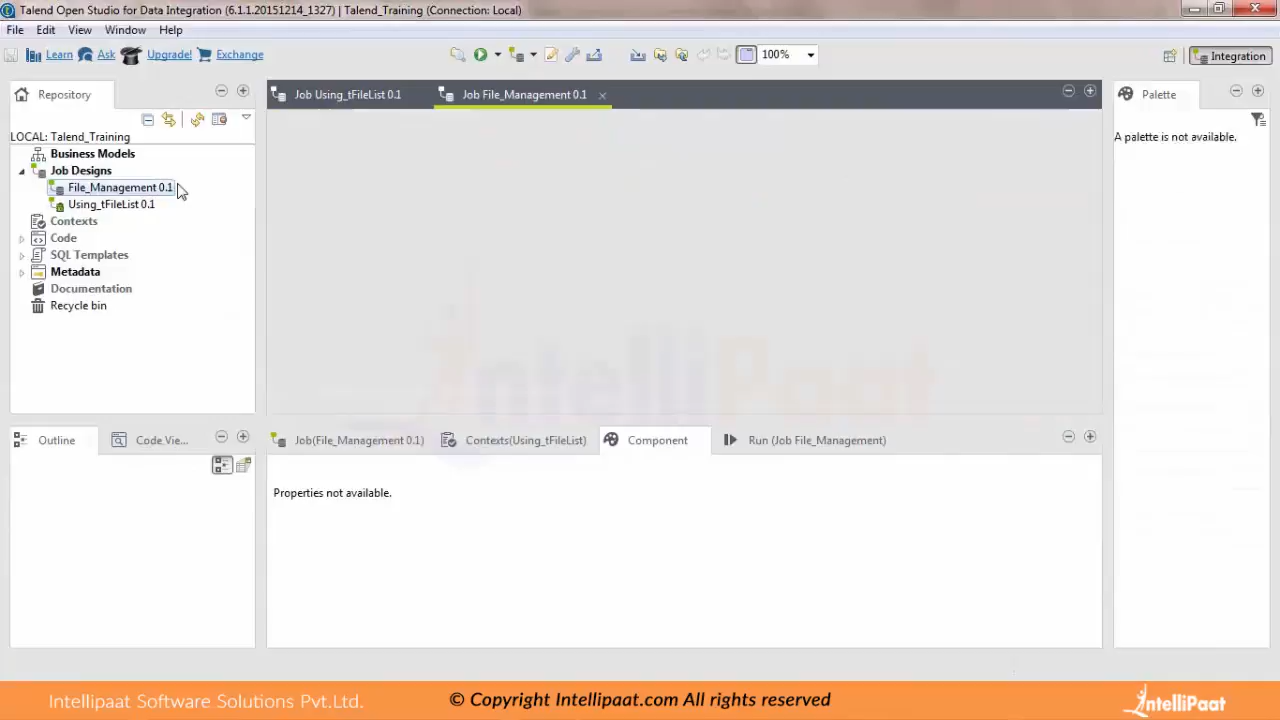 Talend Open Studio for Data Integration (6.1.1.20151214_1327) | Talend_Training (Connection: Local)
File Edit View Window Help
Learn Ask Upgrade! Exchange 100% Integration
Repository
Job Using_tFileList 0.1
Job File_Management 0.1
Palette
LOCAL: Talend_Training
A palette is not available.
Business Models
Job Designs
File_Management 0.1
Using_tFileList 0.1
Contexts
Code
SQL Templates
Metadata
Documentation
Recycle bin
IntelliPaat
Outline
Code Vie...
Job(File_Management 0.1)
Contexts(Using_tFileList)
Component
Run (Job File_Management)
Properties not available.
Intellipaat Software Solutions Pvt.Ltd.
© Copyright Intellipaat.com All rights reserved
IntelliPaat